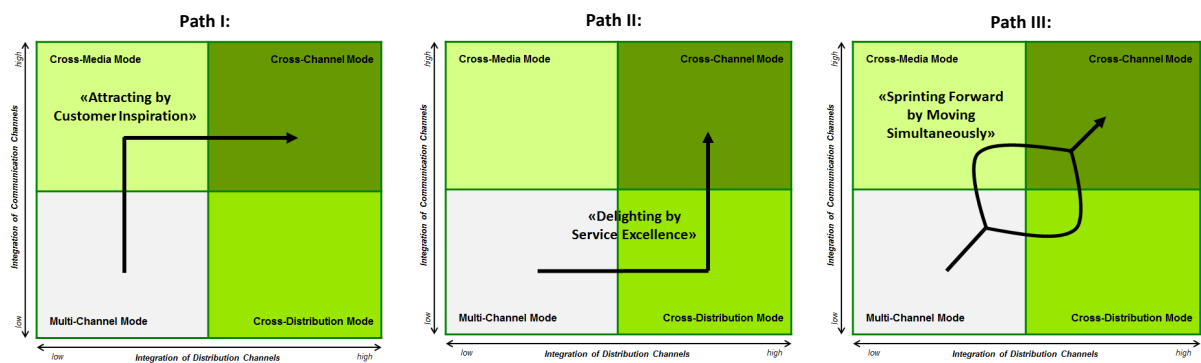 Path I:
high
Cross-Media Mode
Cross-Channel Mode
«Attracting by
Customer Inspiration»
Integration of Communication Channels
Multi-Channel Mode
Cross-Distribution Mode
low
low
Integration of Distribution Channels
high
Path II:
high
Cross-Media Mode
Cross-Channel Mode
Integration of Communication Channels
«Delighting by
Service Excellence»
Multi-Channel Mode
Cross-Distribution Mode
low
low
Integration of Distribution Channels
high
Path III:
high
Cross-Media Mode
Cross-Channel Mode
«Sprinting Forward
by Moving
Simultaneously»
Integration of Communication Channels
Multi-Channel Mode
Cross-Distribution Mode
low
low
Integration of Distribution Channels
high